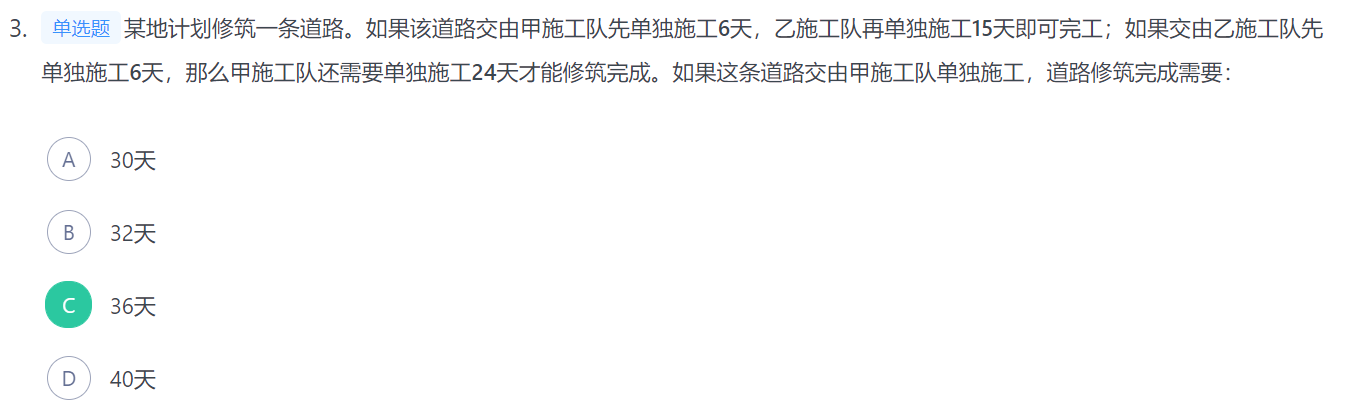 3. 单选题 某地计划修筑一条道路。如果该道路交由甲施工队先单独施工6天，乙施工队再单独施工15天即可完工；如果交由乙施工队先
单独施工6天，那么甲施工队还需要单独施工24天才能修筑完成。如果这条道路交由甲施工队单独施工，道路修筑完成需要：
A 30天
B 32天
C 36天
D 40天